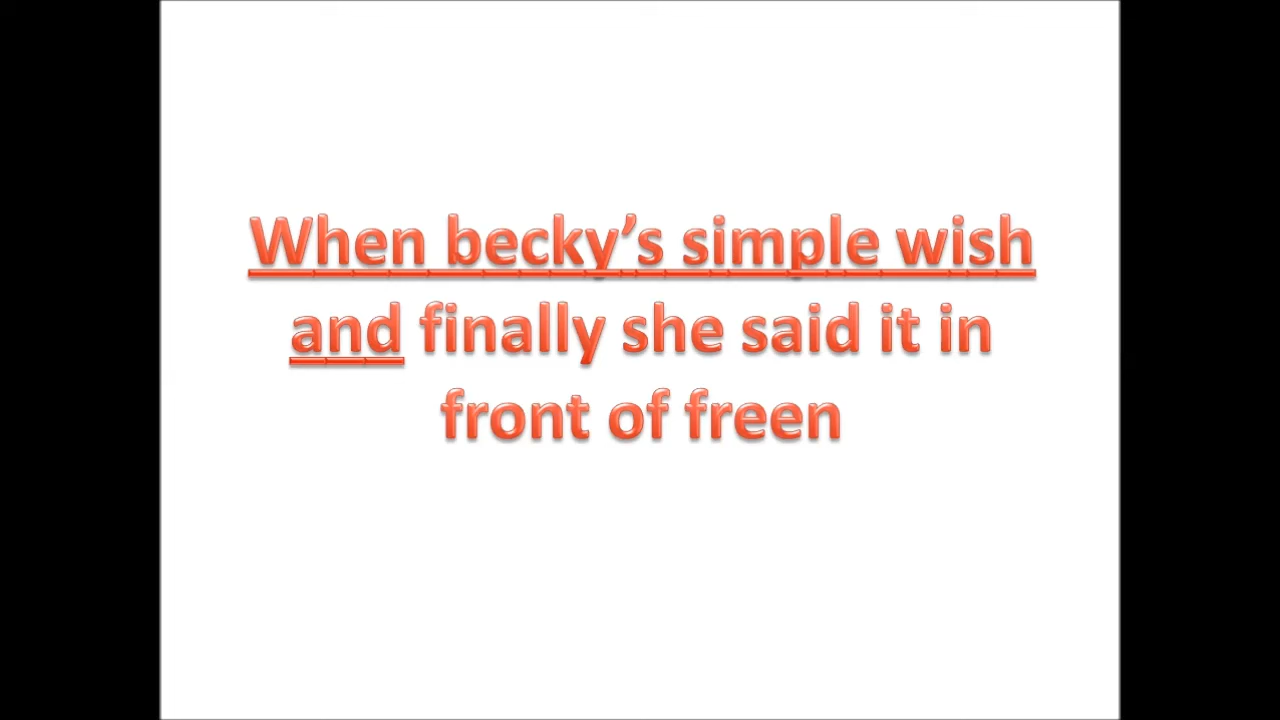 When becky’s simple wish
and finally she said it in
front of freen